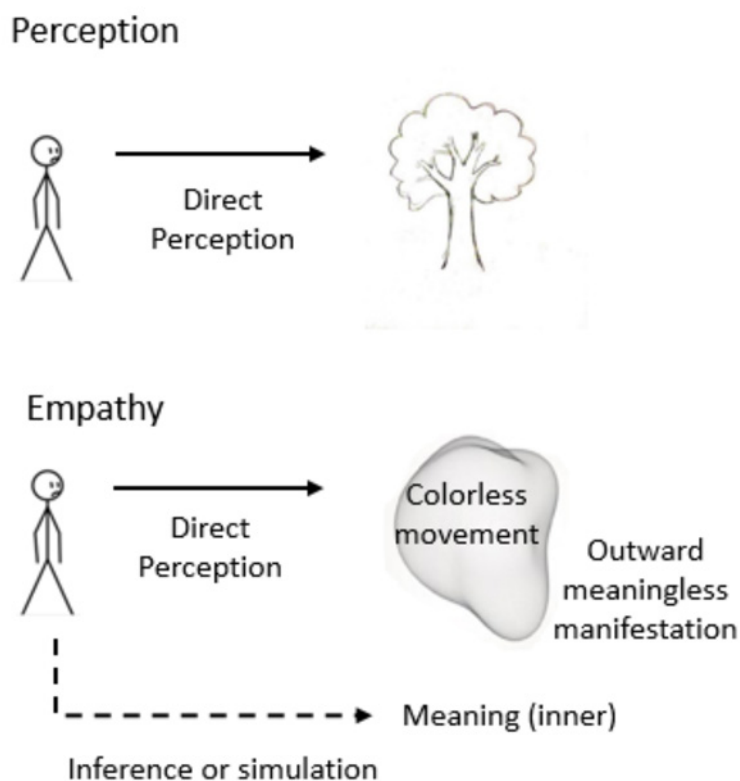 Perception
Direct
Perception
Empathy
Direct
Perception
Colorless
movement
Outward
meaningless
manifestation
Meaning (inner)
Inference or simulation